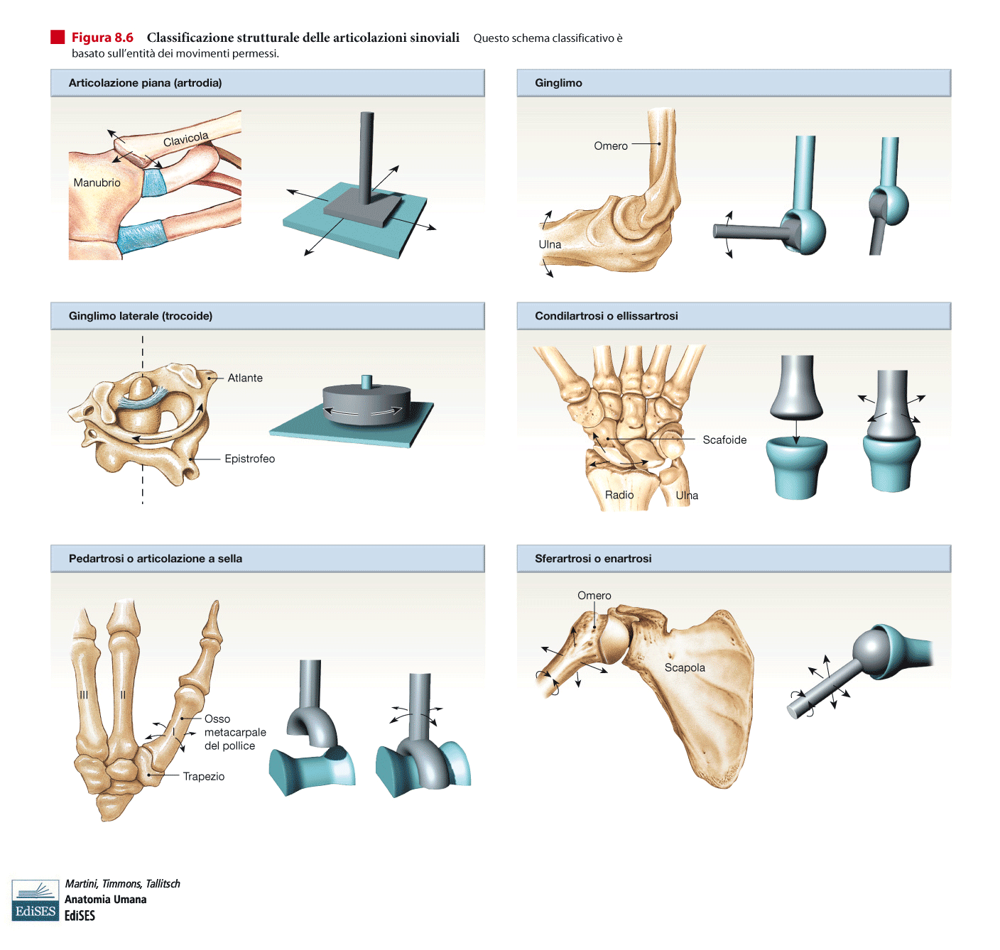 Figura 8.6 Classificazione strutturale delle articolazioni sinoviali Questo schema classificativo è
basato sull'entità dei movimenti permessi.
Articolazione piana (artrodia)
Clavicola
Manubrio
Ginglimo
Omero
Ulna
Ginglimo laterale (trocoide)
Atlante
Epistrofeo
Condilartrosi o ellissartrosi
Scafoide
Radio
Ulna
Pedartrosi o articolazione a sella
III
II
I
Osso
metacarpale
del pollice
Trapezio
Sferartrosi o enartrosi
Omero
Scapola
EdiSES
Martini, Timmons, Tallitsch
Anatomia Umana
EdiSES